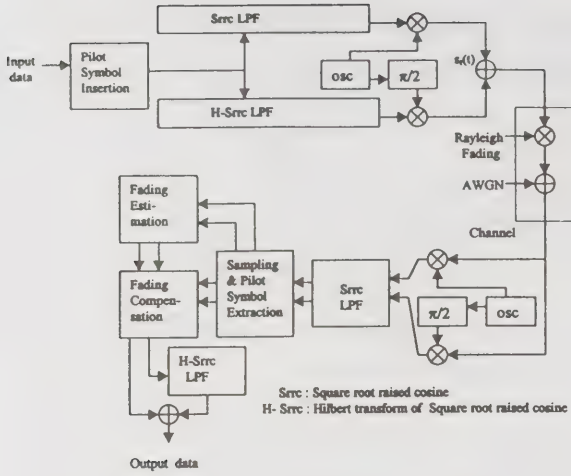 Srrc LPF
Input
data
Pilot
Symbol
Insertion
osc
π/2
sₜ(t)
H-Srrc LPF
Rayleigh
Fading
AWGN
Channel
Fading
Esti-
mation
Sampling
& Pilot
Symbol
Extraction
Srrc
LPF
π/2
osc
Fading
Compen-
sation
H-Srrc
LPF
Srrc : Square root raised cosine
H- Srrc : Hilbert transform of Square root raised cosine
Output data